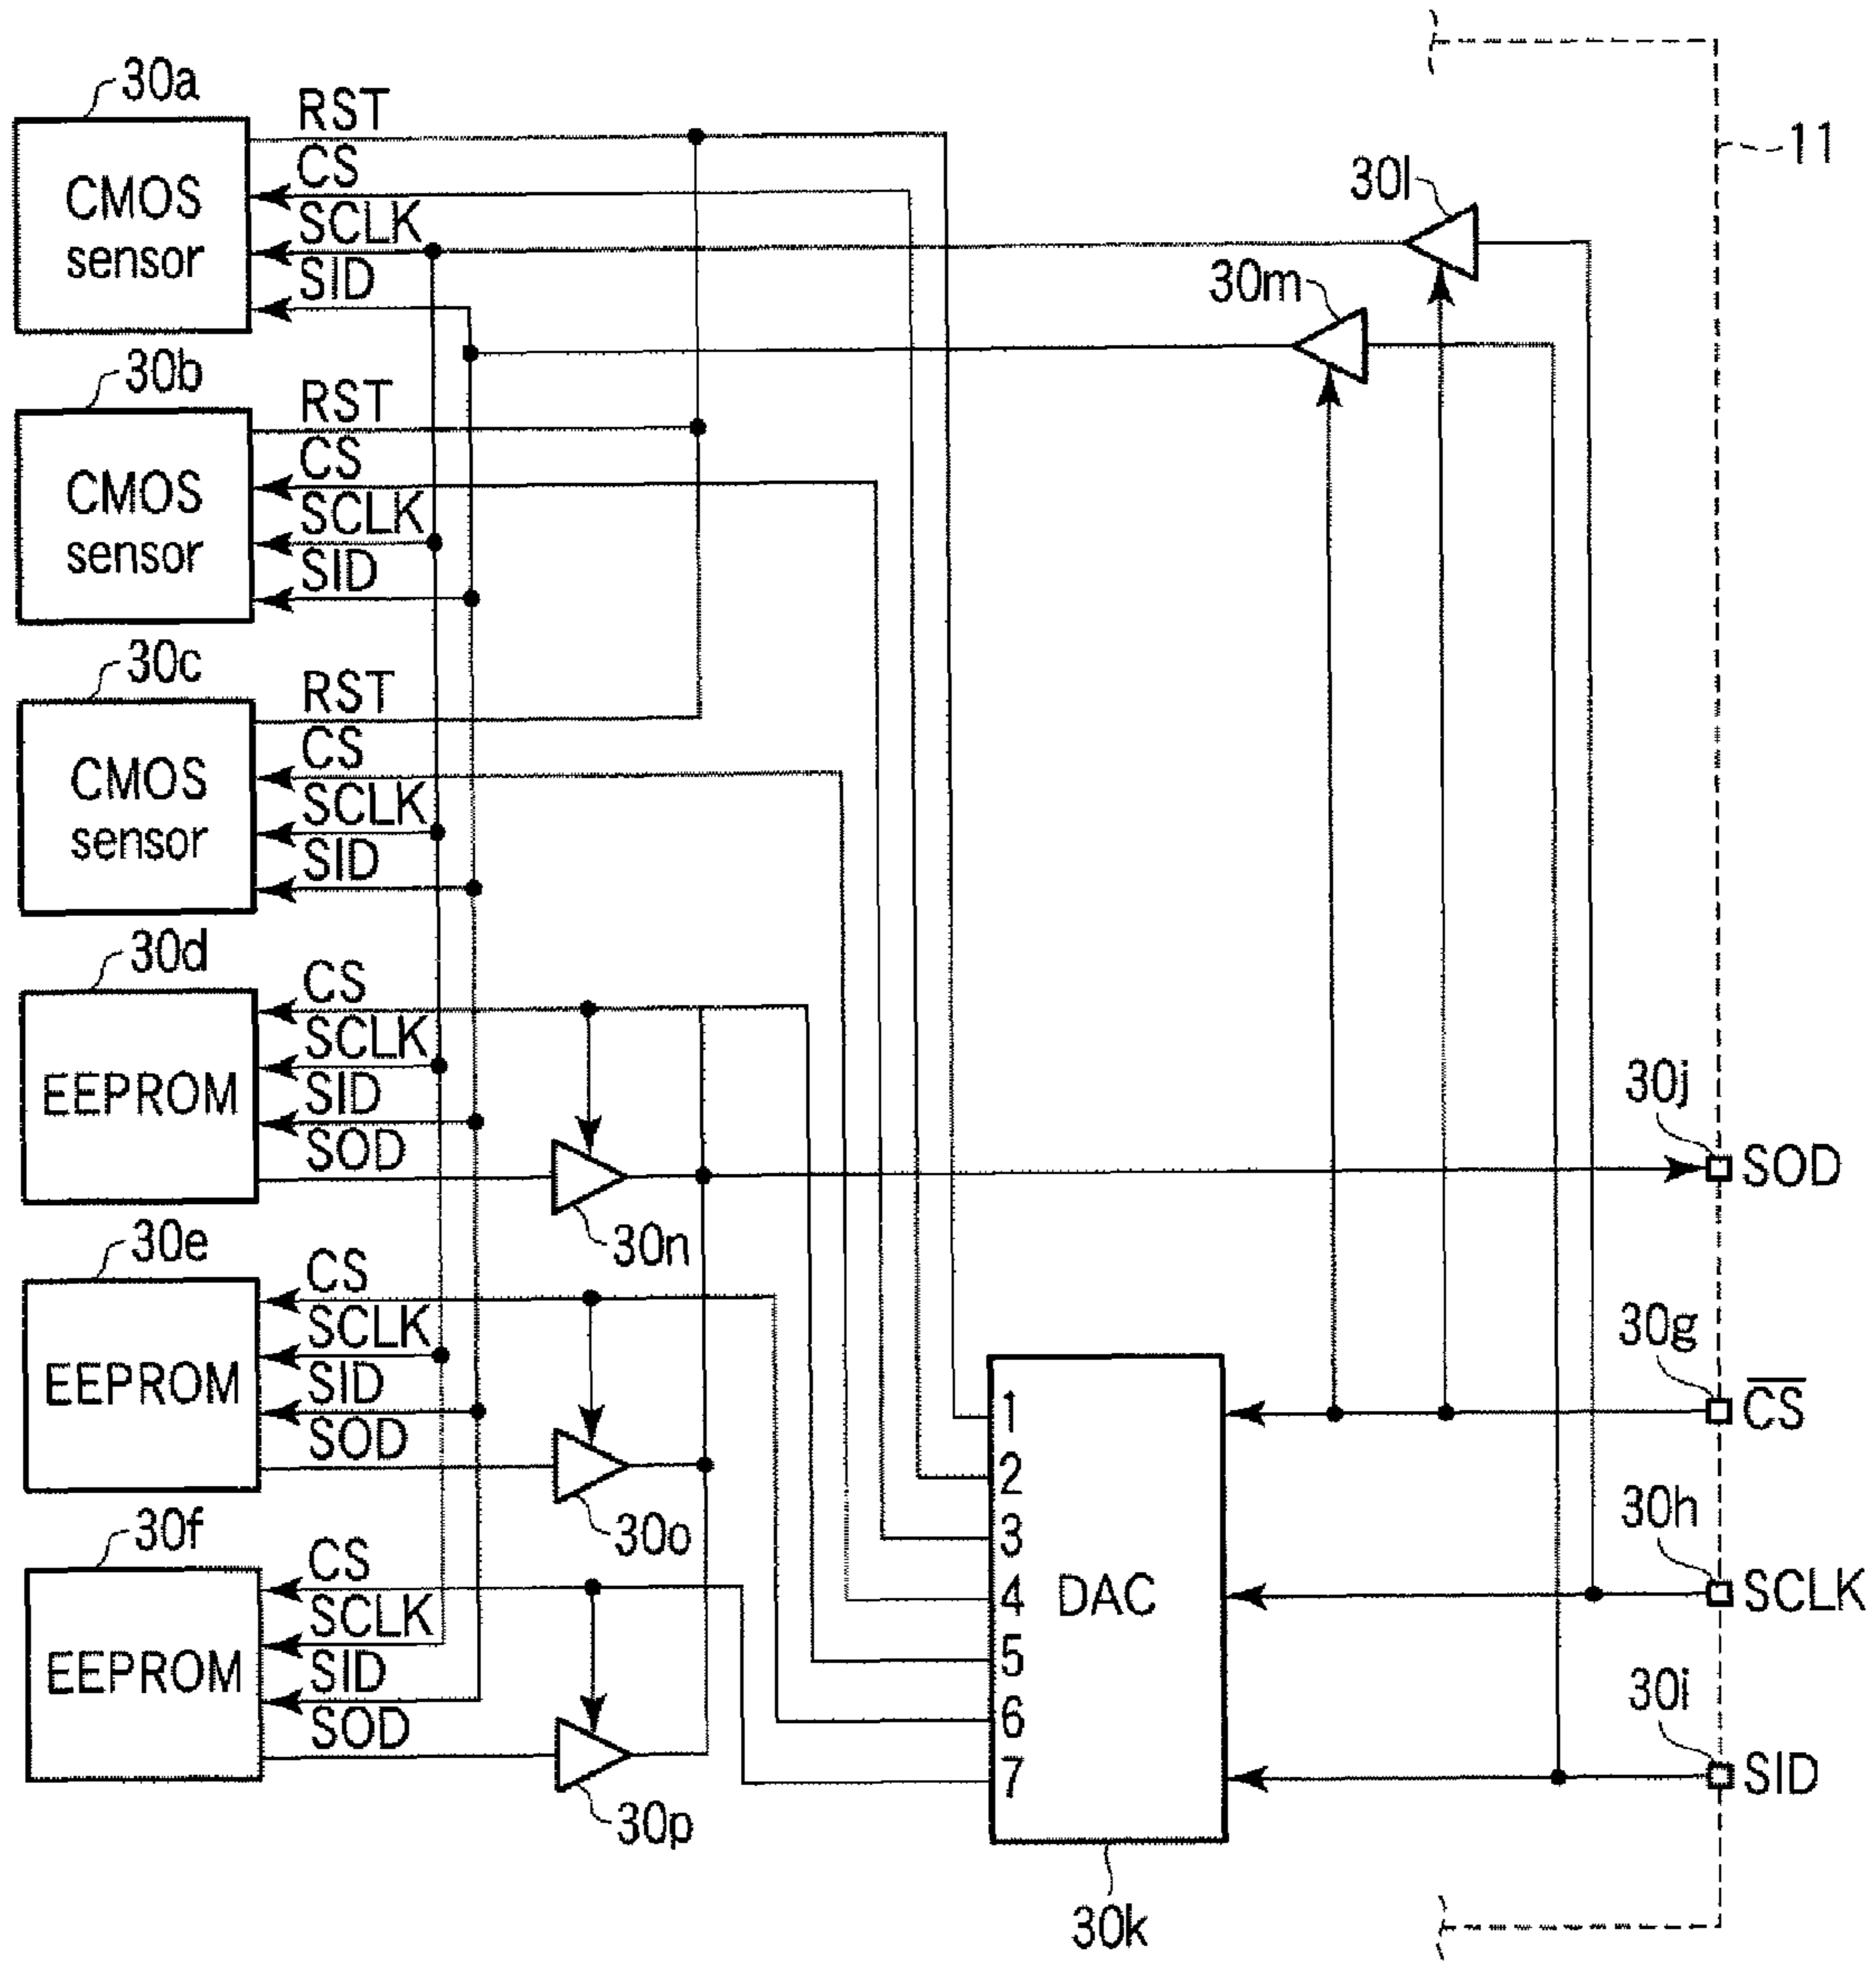 30a
RST
CS
CMOS
sensor
SCLK
SID
30l
11
30m
30b
RST
CS
CMOS
sensor
SCLK
SID
30c
RST
CS
CMOS
sensor
SCLK
SID
30d
CS
SCLK
EEPROM
SID
SOD
30n
30j
SOD
30e
CS
SCLK
EEPROM
SID
SOD
30o
30g
C̅S̅
30f
CS
SCLK
EEPROM
SID
SOD
30p
1
2
3
4
5
6
7
DAC
30h
SCLK
30i
SID
30k